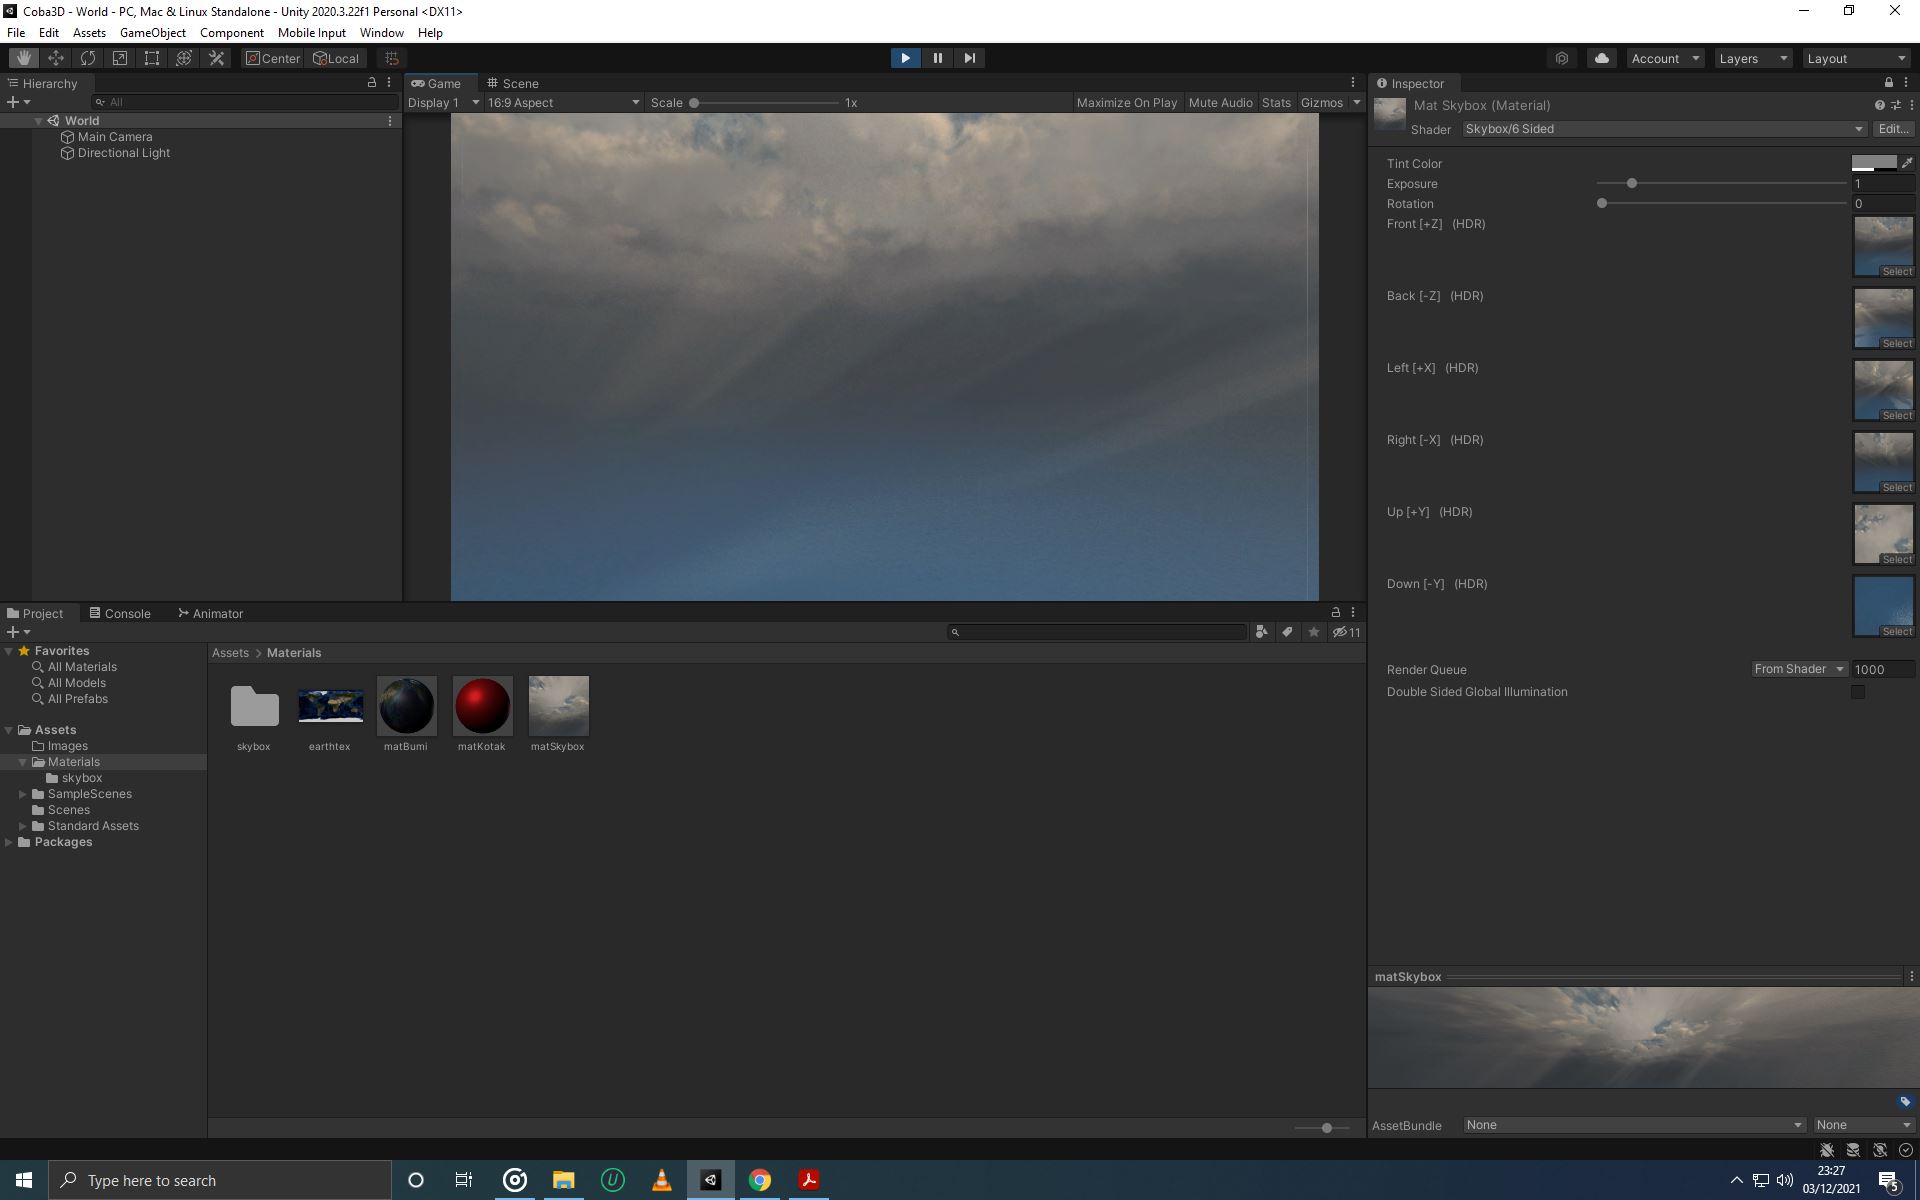 Coba3D - World - PC, Mac & Linux Standalone - Unity 2020.3.22f1 Personal <DX11>
File Edit Assets GameObject Component Mobile Input Window Help
Center Local
Account Layers Layout
Hierarchy
All
World
Main Camera
Directional Light
Game Scene
Display 1 16:9 Aspect Scale 1x Maximize On Play Mute Audio Stats Gizmos
Inspector
Mat Skybox (Material)
Shader Skybox/6 Sided Edit...
Tint Color
Exposure 1
Rotation 0
Front [+Z] (HDR)
Select
Back [-Z] (HDR)
Select
Left [+X] (HDR)
Select
Right [-X] (HDR)
Select
Up [+Y] (HDR)
Select
Down [-Y] (HDR)
Select
Render Queue From Shader 1000
Double Sided Global Illumination
Project Console Animator
11
Favorites
All Materials
All Models
All Prefabs
Assets
Images
Materials
skybox
SampleScenes
Scenes
Standard Assets
Packages
Assets > Materials
skybox earthtex matBumi matKotak matSkybox
matSkybox
AssetBundle None None
Type here to search
23:27
03/12/2021
5